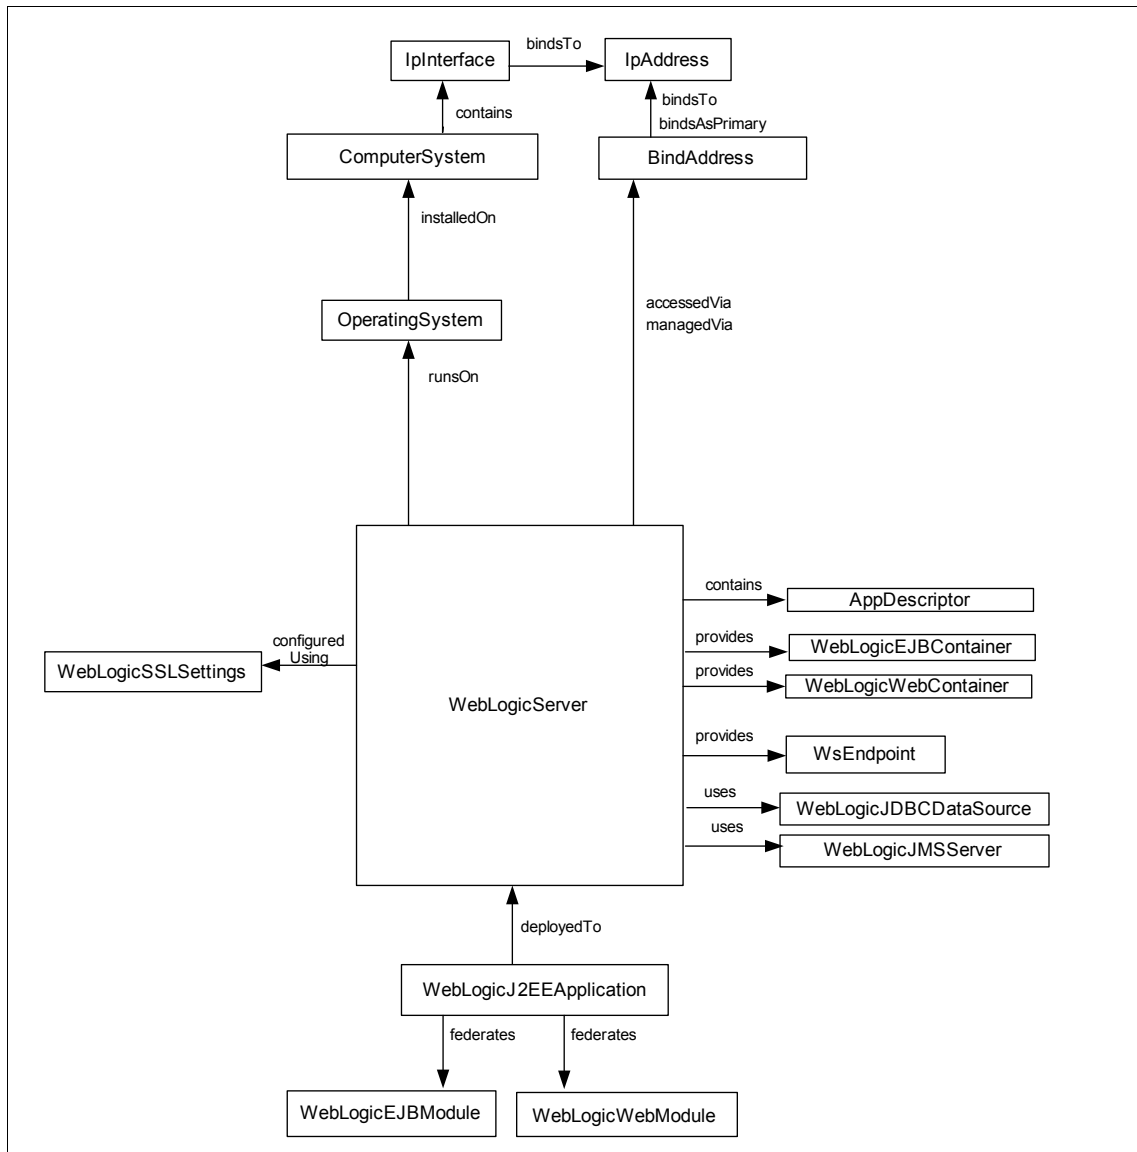 bindsTo
IpInterface
IpAddress
contains
bindsTo
bindsAsPrimary
ComputerSystem
BindAddress
installedOn
accessedVia
managedVia
OperatingSystem
runsOn
contains
AppDescriptor
configured
Using
provides
WebLogicEJBContainer
WebLogicSSLSettings
provides
WebLogicWebContainer
WebLogicServer
provides
WsEndpoint
uses
WebLogicJDBCDataSource
uses
WebLogicJMSServer
deployedTo
WebLogicJ2EEApplication
federates
federates
WebLogicEJBModule
WebLogicWebModule